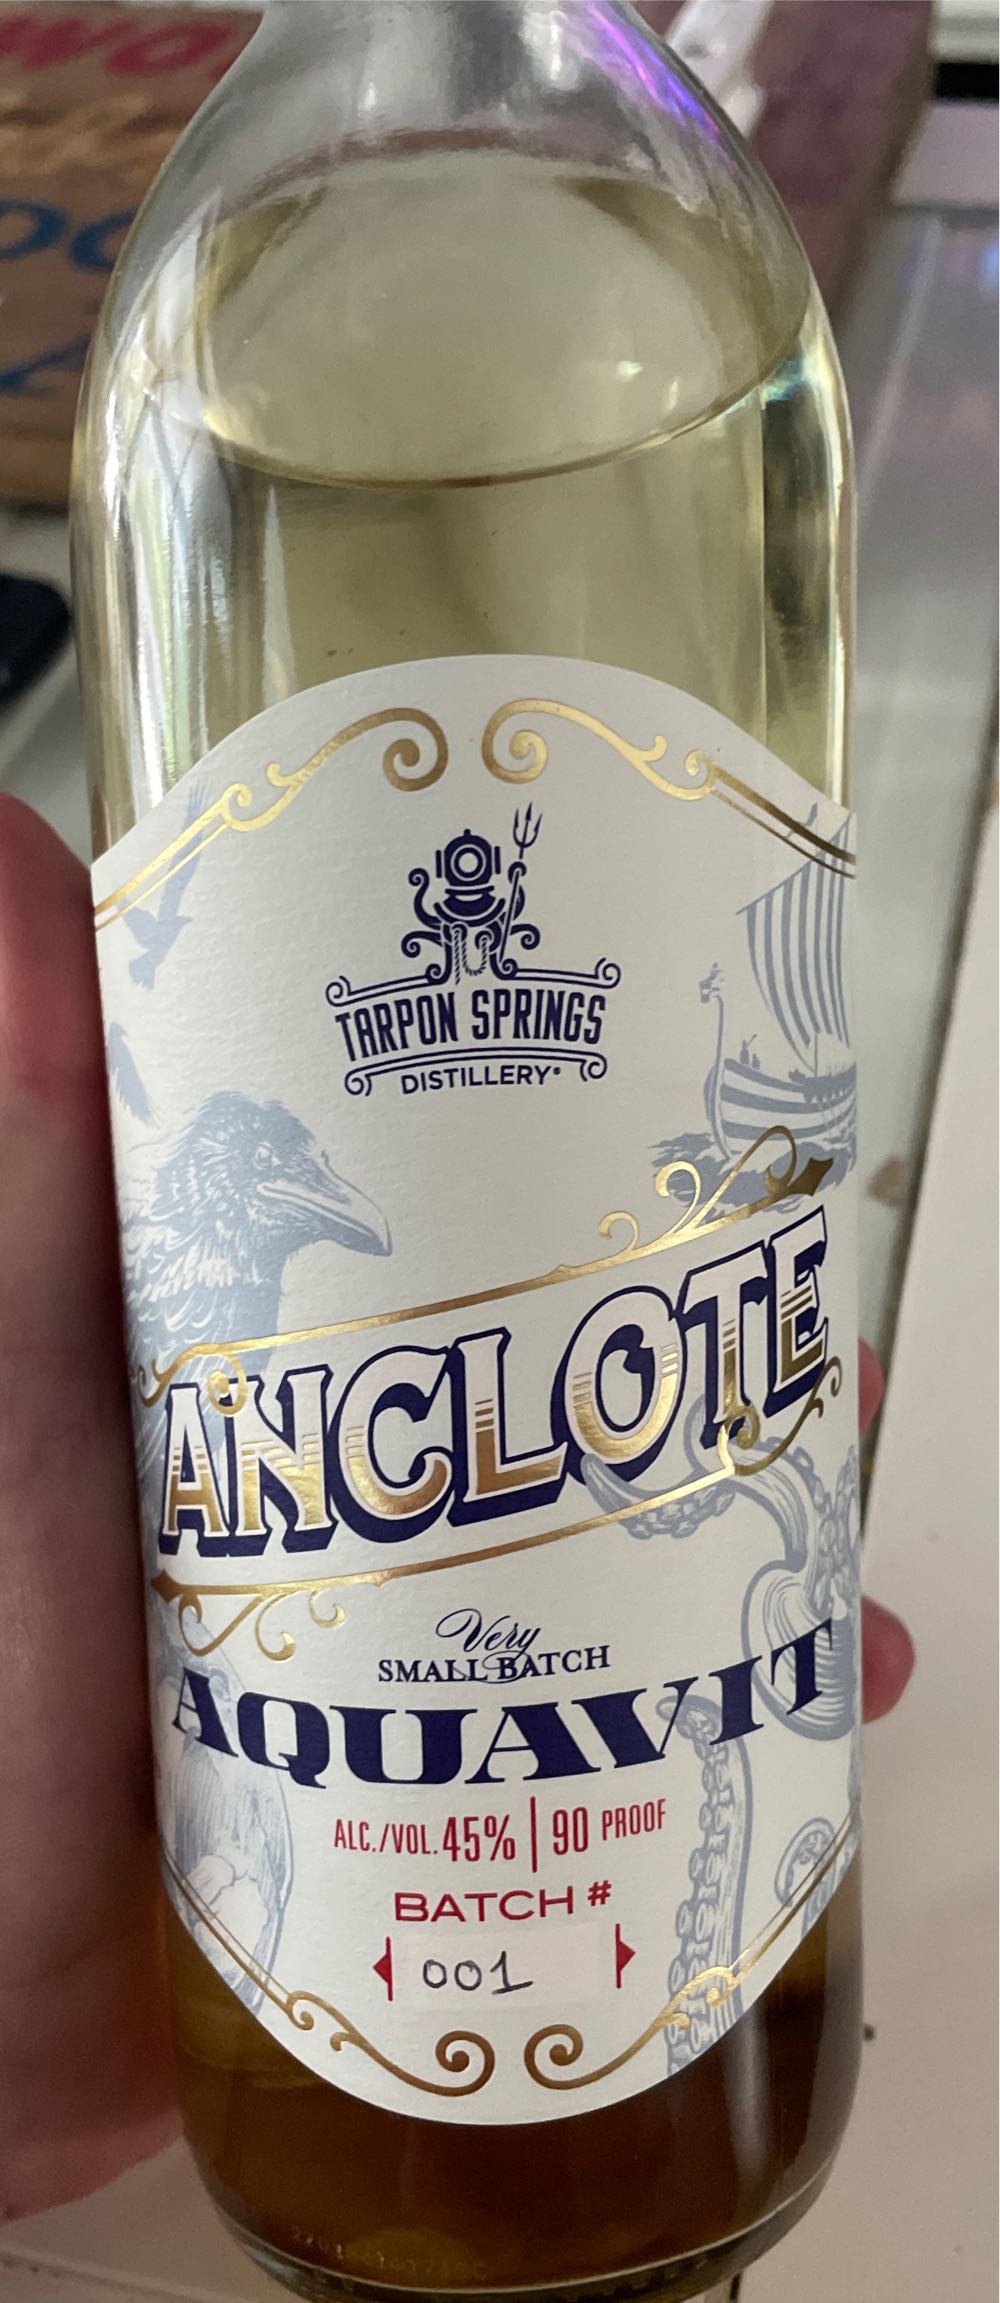 TARPON SPRINGS
DISTILLERY®
ANCLOTE
Very
SMALL BATCH
AQUAVIT
ALC./VOL. 45% | 90 PROOF
BATCH #
001